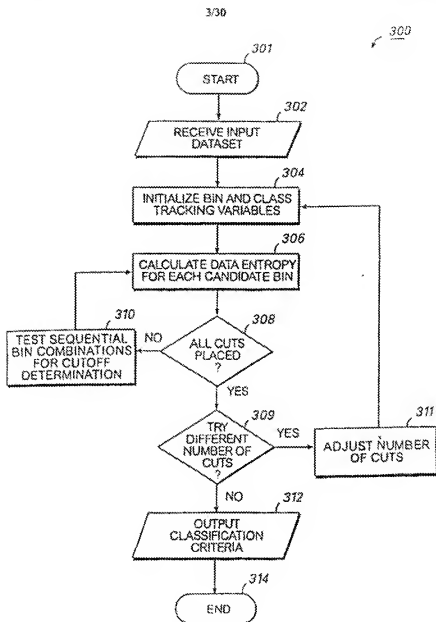 3/30
300
301
START
302
RECEIVE INPUT
DATASET
304
INITIALIZE BIN AND CLASS
TRACKING VARIABLES
306
CALCULATE DATA ENTROPY
FOR EACH CANDIDATE BIN
310
TEST SEQUENTIAL
BIN COMBINATIONS
FOR CUTOFF
DETERMINATION
NO
308
ALL CUTS
PLACED
?
YES
309
TRY
DIFFERENT
NUMBER OF
CUTS
?
YES
311
ADJUST NUMBER
OF CUTS
NO
312
OUTPUT
CLASSIFICATION
CRITERIA
314
END